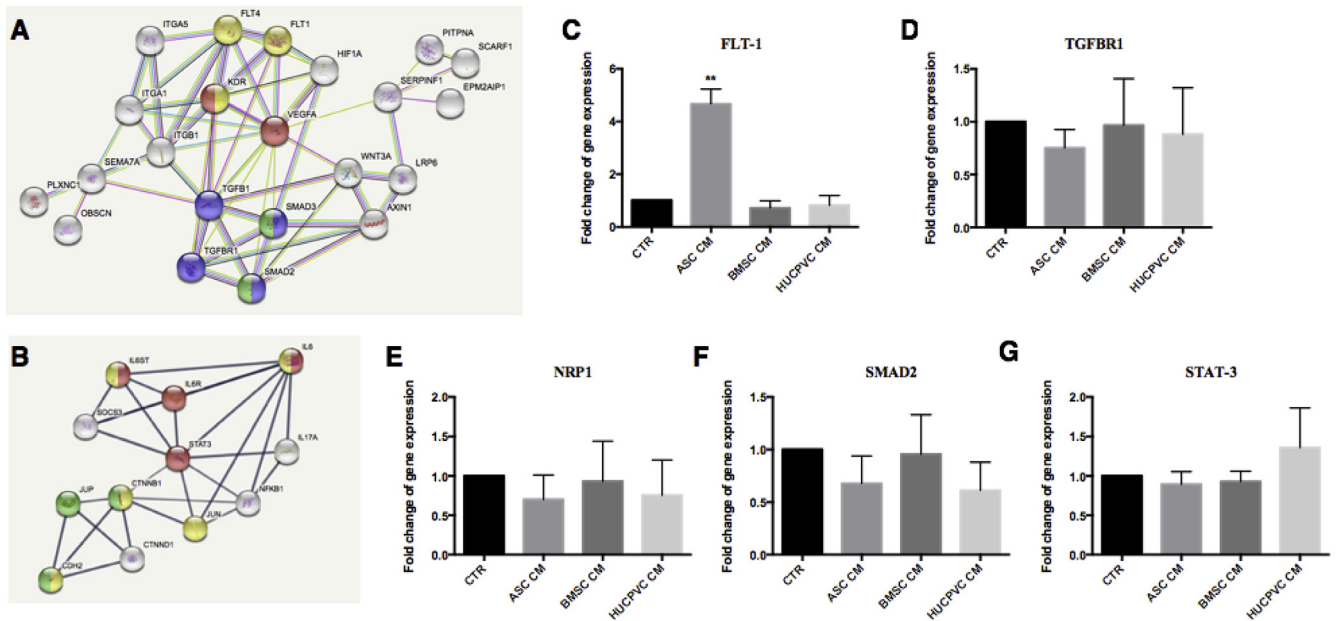 A
ITGA5
FLT4
FLT1
HIF1A
PITPNA
SCARF1
KDR
SERPINF1
EPM2AIP1
ITGA1
VEGFA
ITGB1
SEMA7A
WNT3A
LRP6
PLXNC1
TGFB1
AXIN1
OBSCN
SMAD3
TGFBR1
SMAD2
C
FLT-1
Fold change of gene expression
6
4
2
0
**
CTR
ASC CM
BMSC CM
HUCPVC CM
D
TGFBR1
Fold change of gene expression
1.5
1.0
0.5
0.0
CTR
ASC CM
BMSC CM
HUCPVC CM
B
IL6ST
IL6
IL6R
SOCS3
STAT3
IL17A
JUP
CTNNB1
NFKB1
JUN
CTNND1
CDH2
E
NRP1
Fold change of gene expression
2.0
1.5
1.0
0.5
0.0
CTR
ASC CM
BMSC CM
HUCPVC CM
F
SMAD2
Fold change of gene expression
1.5
1.0
0.5
0.0
CTR
ASC CM
BMSC CM
HUCPVC CM
G
STAT-3
Fold change of gene expression
2.0
1.5
1.0
0.5
0.0
CTR
ASC CM
BMSC CM
HUCPVC CM